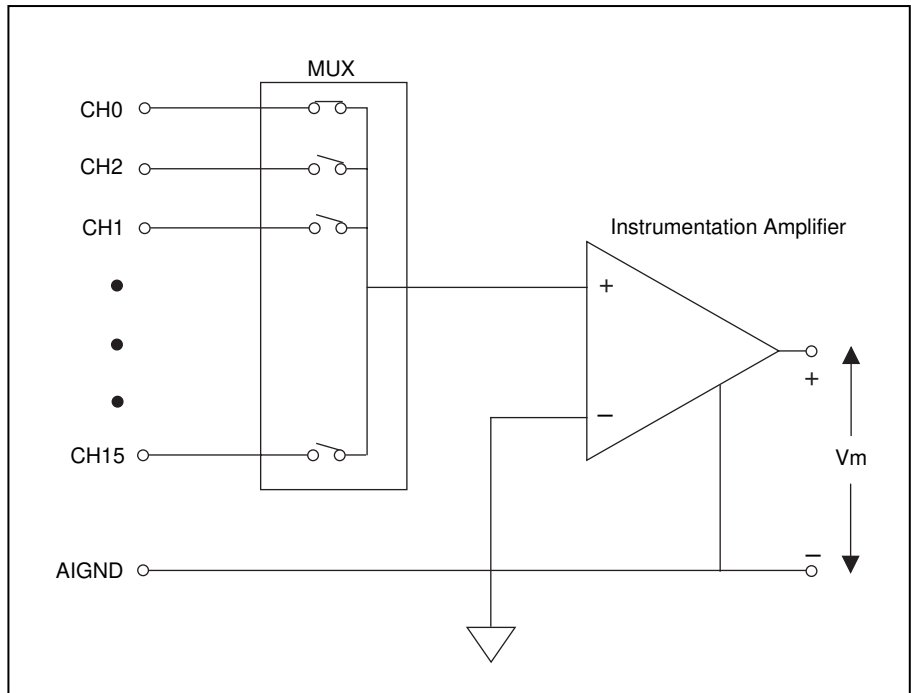 MUX
CH0
CH2
CH1
Instrumentation Amplifier
+
−
+
Vm
CH15
−
AIGND